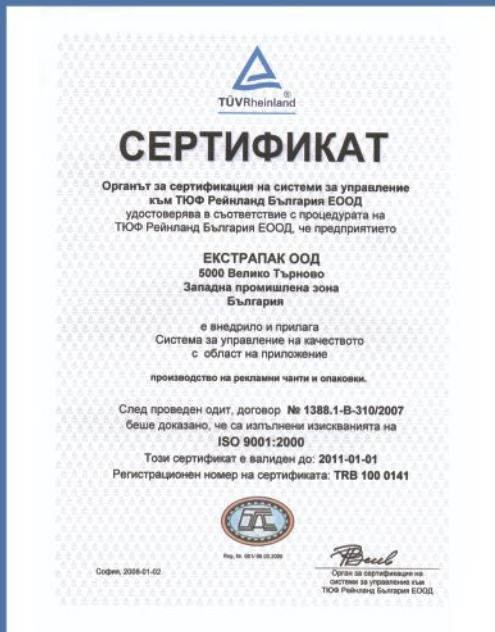 TÜVRheinland®
СЕРТИФИКАТ
Органът за сертификация на системи за управление
към ТЮФ Рейнланд България ЕООД
удостоверява в съответствие с процедурата на
ТЮФ Рейнланд България ЕООД, че предприятието
ЕКСТРАПАК ООД
5000 Велико Търново
Западна промишлена зона
България
е внедрило и прилага
Система за управление на качеството
с област на приложение
производство на рекламни чанти и опаковки.
След проведен одит, договор № 1388.1-B-310/2007
беше доказано, че са изпълнени изискванията на
ISO 9001:2000
Този сертификат е валиден до: 2011-01-01
Регистрационен номер на сертификата: TRB 100 0141
БАС
София, 2008-01-02
Орган за сертификация на
системи за управление към
ТЮФ Рейнланд България ЕООД